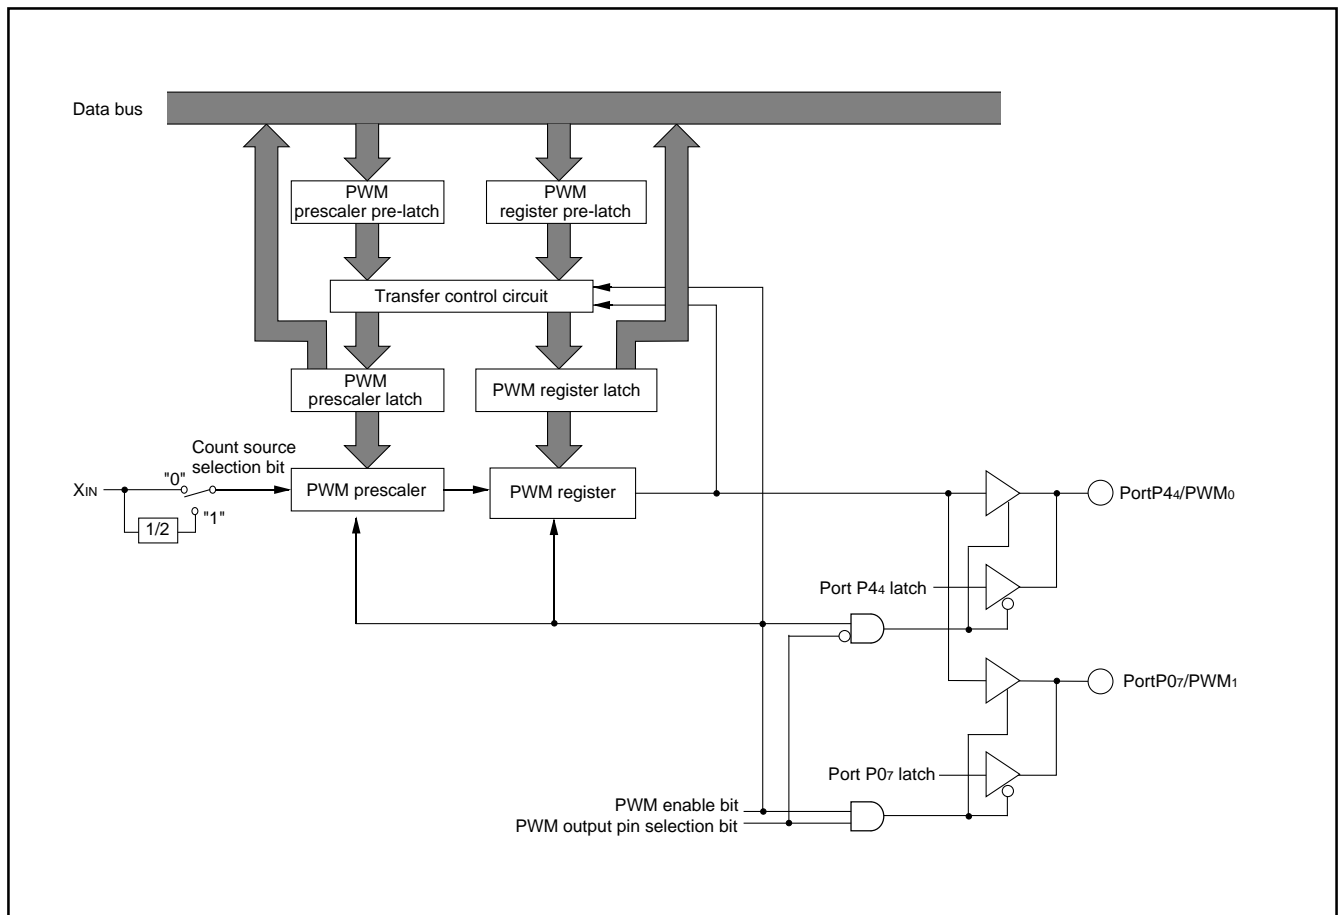 Data bus
PWM
prescaler pre-latch
PWM
register pre-latch
Transfer control circuit
PWM
prescaler latch
PWM register latch
Count source
selection bit
XIN
"0"
"1"
1/2
PWM prescaler
PWM register
PortP44/PWM0
Port P44 latch
PortP07/PWM1
Port P07 latch
PWM enable bit
PWM output pin selection bit